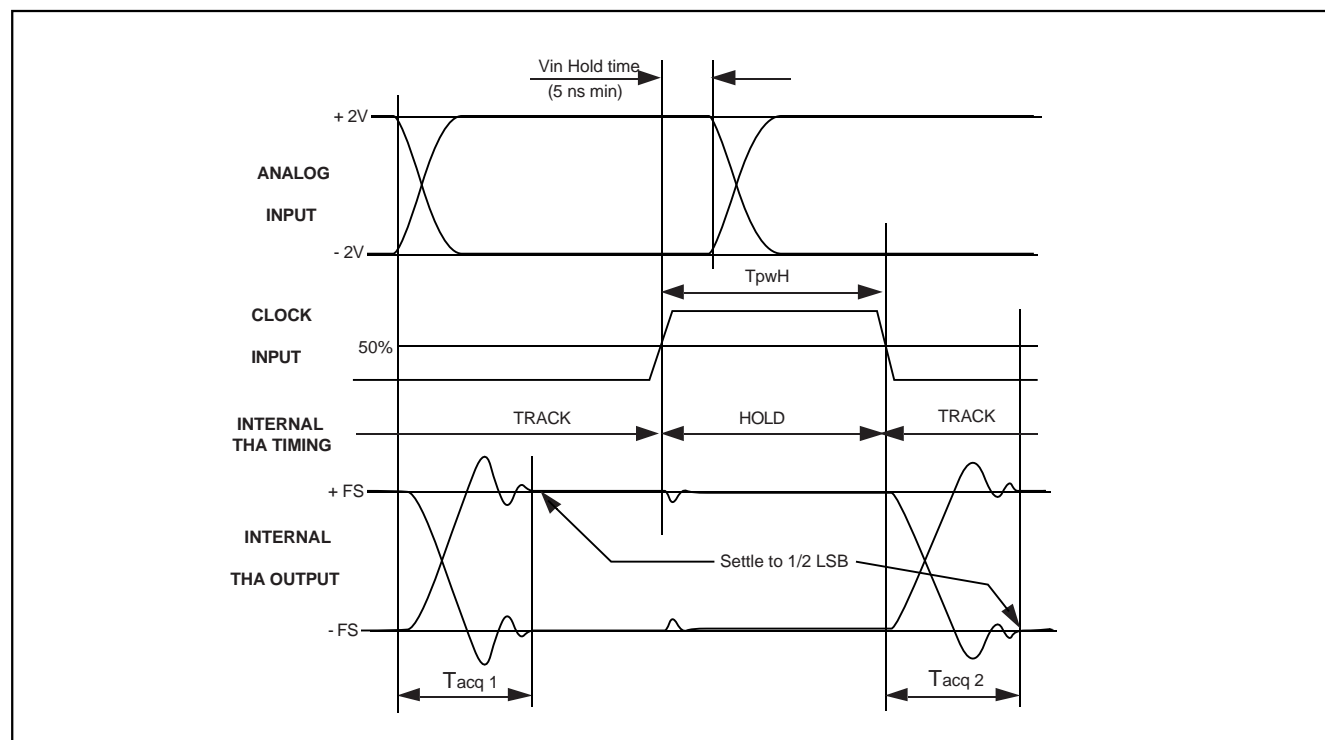 Vin Hold time
(5 ns min)
+ 2V
ANALOG
INPUT
- 2V
TpwH
CLOCK
INPUT
50%
INTERNAL
THA TIMING
TRACK
HOLD
TRACK
+ FS
INTERNAL
THA OUTPUT
Settle to 1/2 LSB
- FS
Tacq 1
Tacq 2